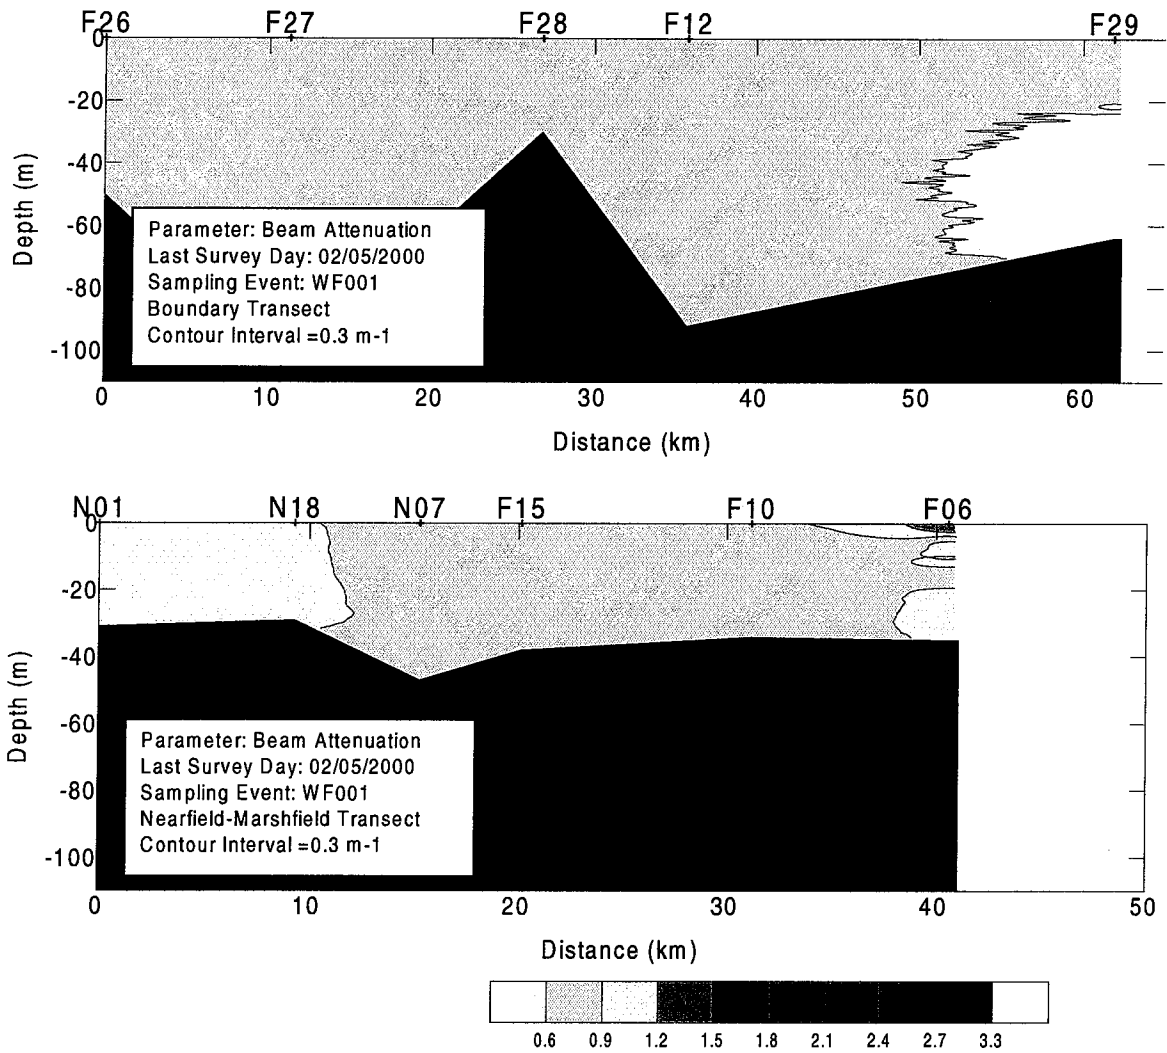 F26 F27 F28 F12 F29
0
-20
-40
-60
-80
-100
Depth (m)
Parameter: Beam Attenuation
Last Survey Day: 02/05/2000
Sampling Event: WF001
Boundary Transect
Contour Interval =0.3 m-1
0 10 20 30 40 50 60
Distance (km)
N01 N18 N07 F15 F10 F06
0
-20
-40
-60
-80
-100
Depth (m)
Parameter: Beam Attenuation
Last Survey Day: 02/05/2000
Sampling Event: WF001
Nearfield-Marshfield Transect
Contour Interval =0.3 m-1
0 10 20 30 40 50
Distance (km)
0.6 0.9 1.2 1.5 1.8 2.1 2.4 2.7 3.3